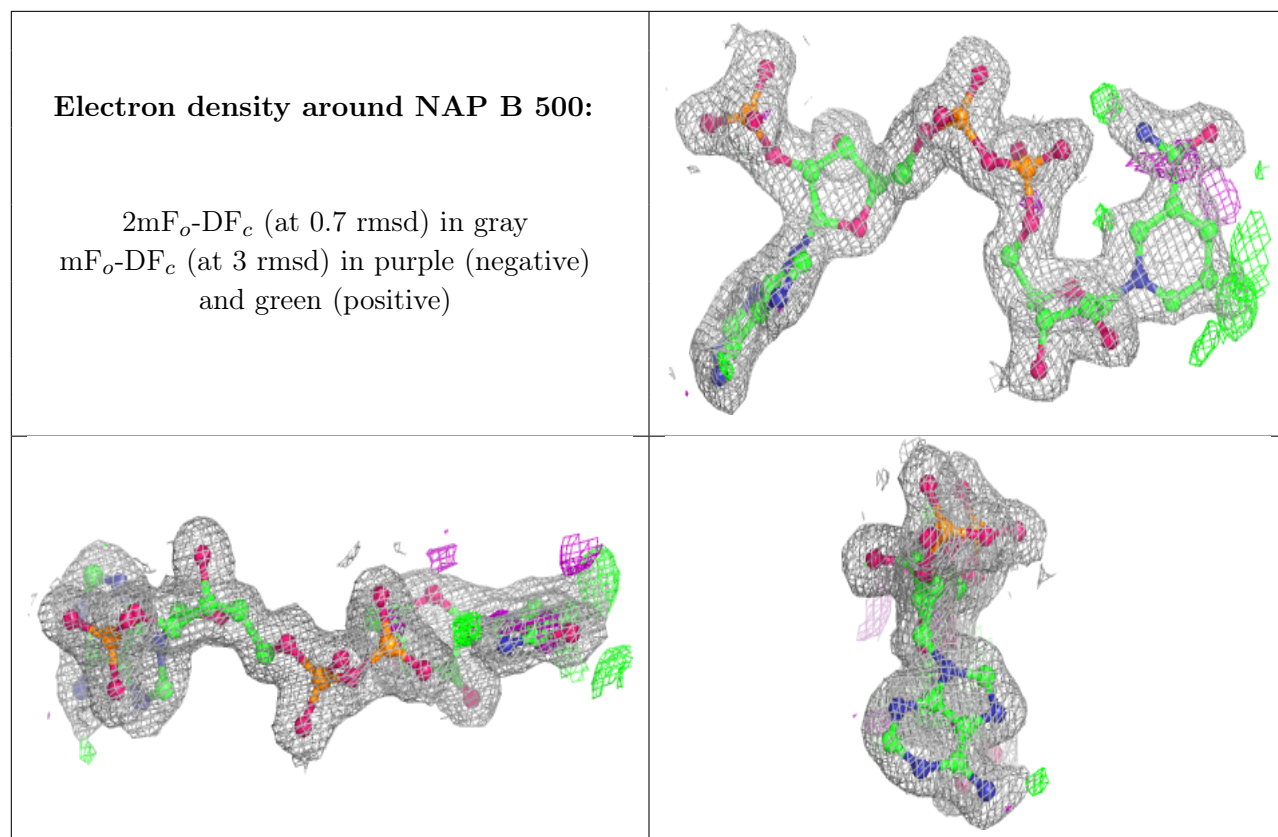 Electron density around NAP B 500:
2mFₒ-DF𝒸 (at 0.7 rmsd) in gray
mFₒ-DF𝒸 (at 3 rmsd) in purple (negative)
and green (positive)